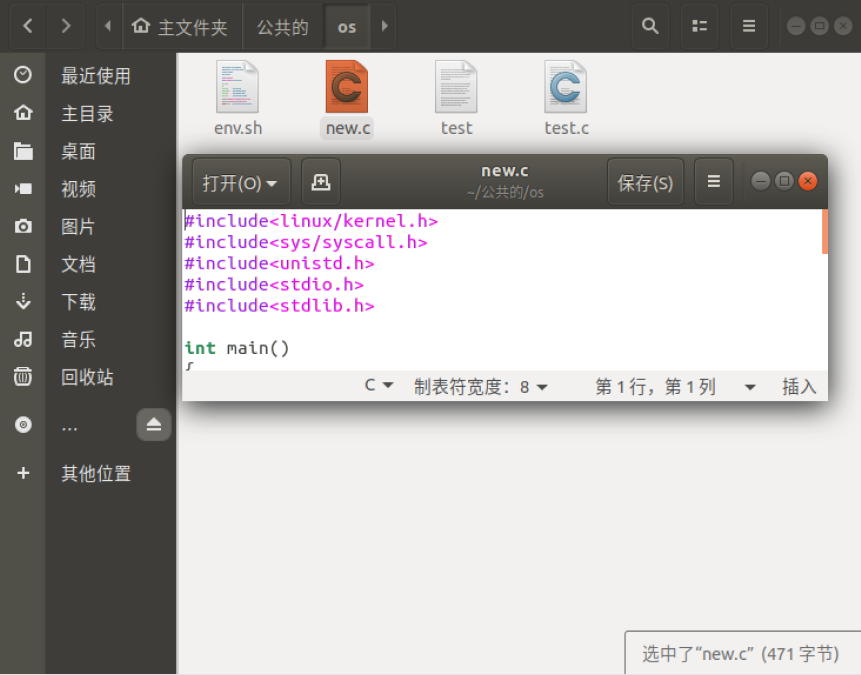 主文件夹 公共的 os
最近使用
主目录
桌面
视频
图片
文档
下载
音乐
回收站
...
其他位置
env.sh new.c test test.c
打开(O) new.c 保存(S)
~/公共的/os
#include<linux/kernel.h>
#include<sys/syscall.h>
#include<unistd.h>
#include<stdio.h>
#include<stdlib.h>
int main()
{
C 制表符宽度：8 第 1 行，第 1 列 插入
选中了“new.c” (471 字节)